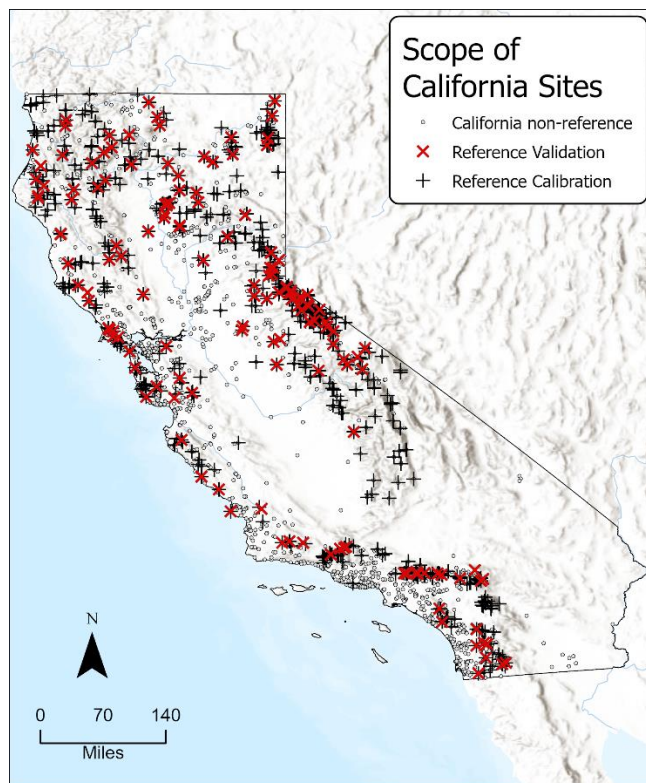 Scope of
California Sites
California non-reference
Reference Validation
Reference Calibration
N
0 70 140
Miles